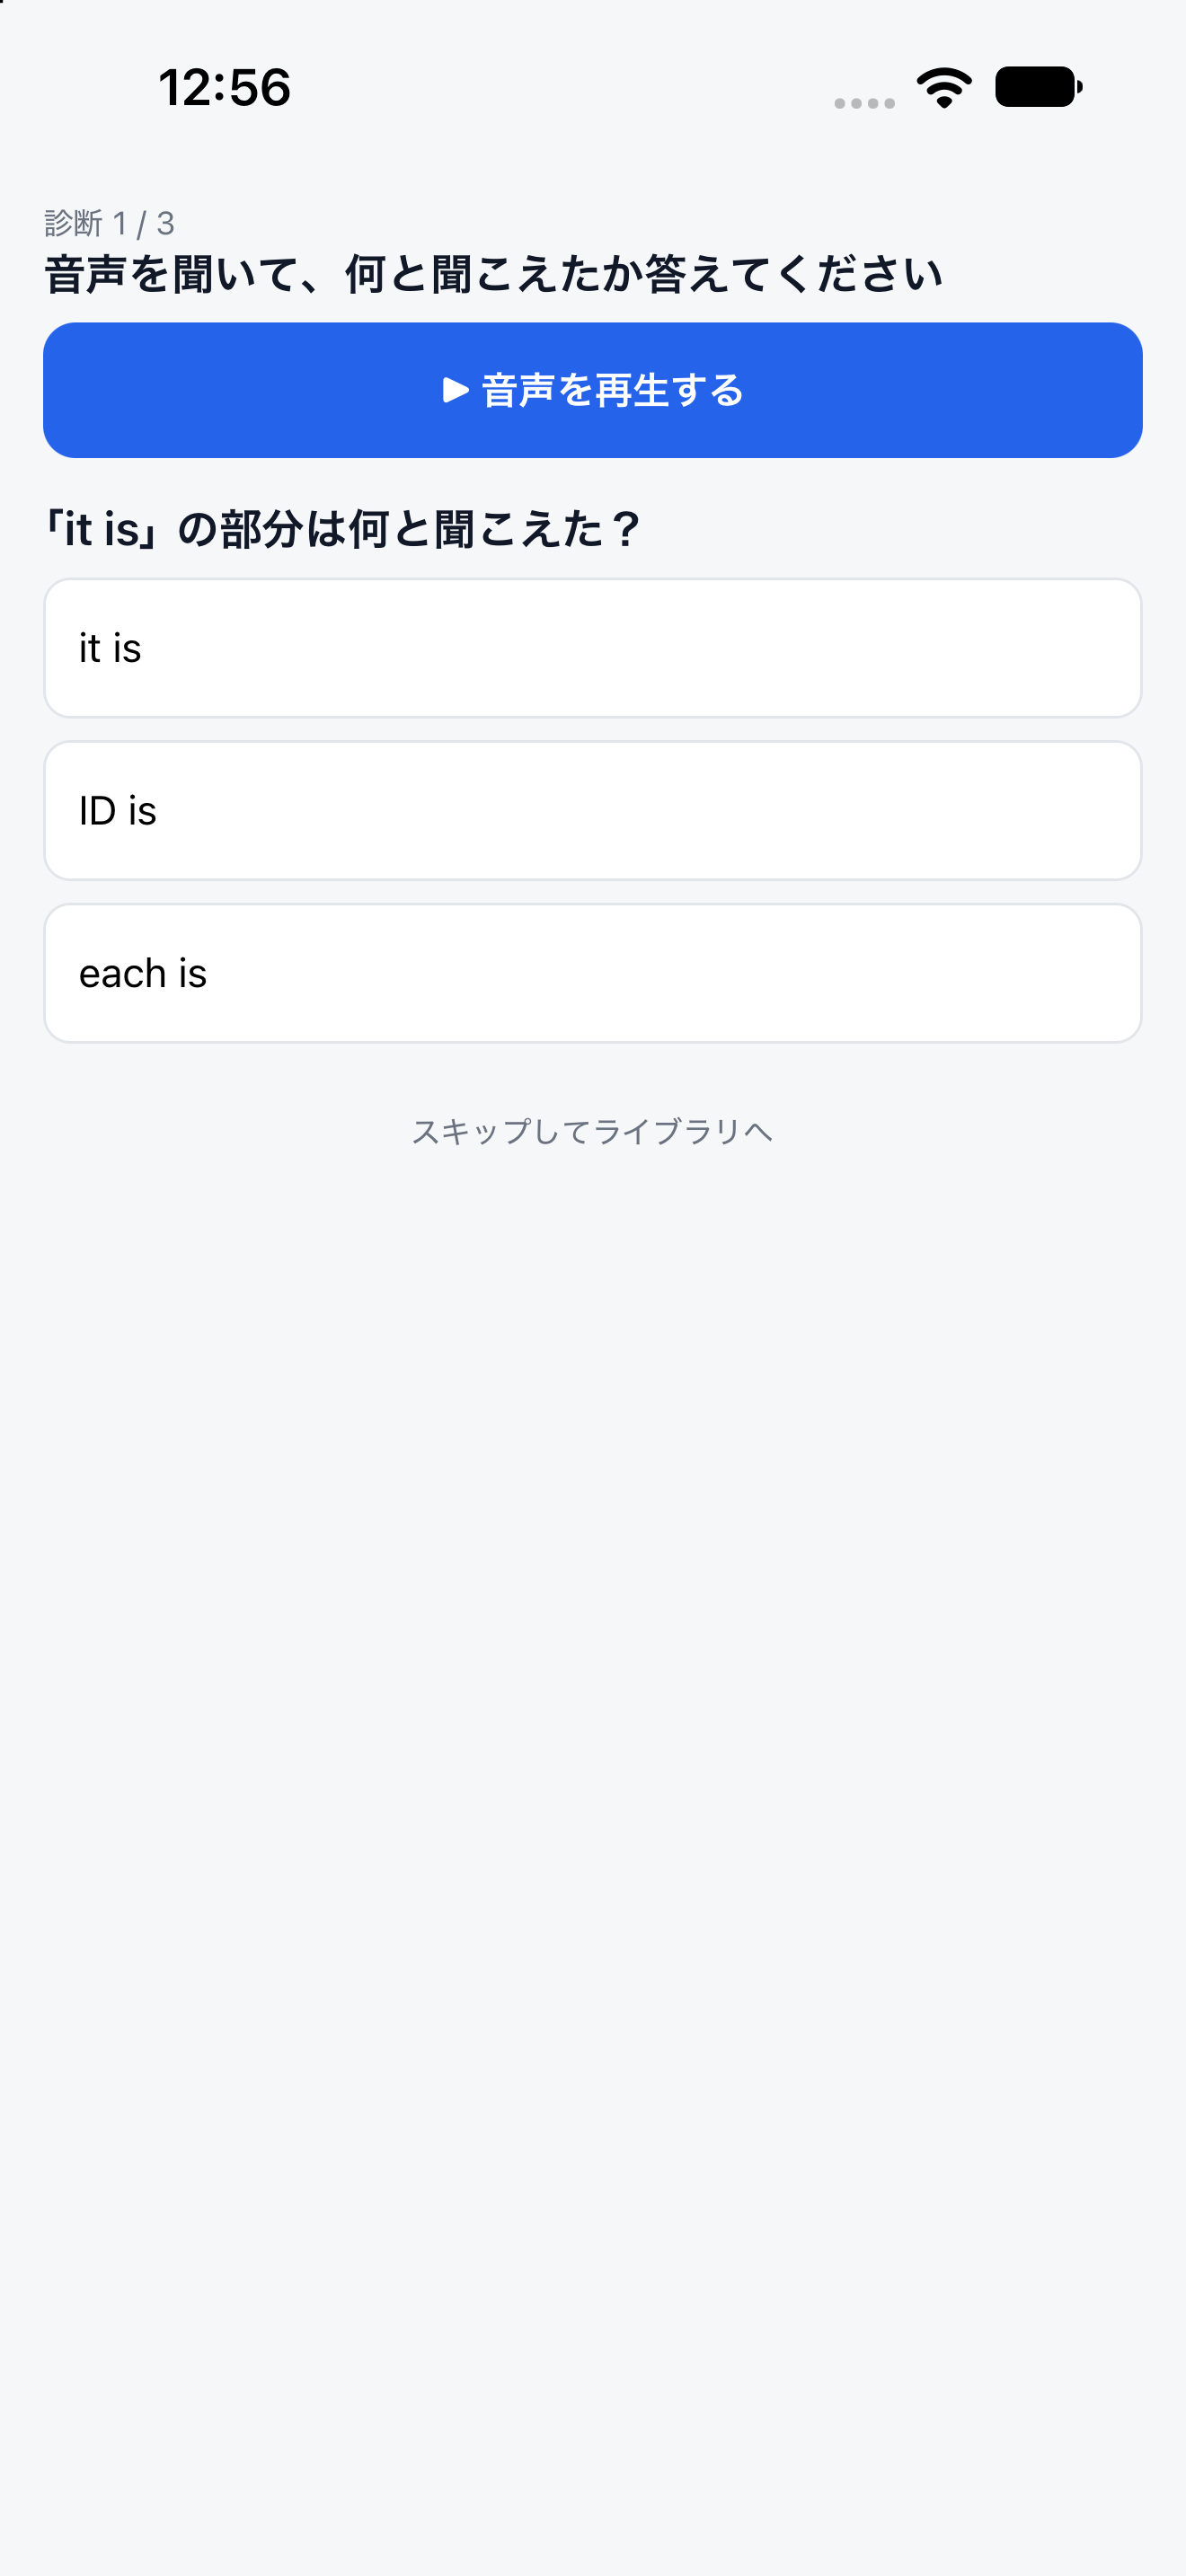 12:56
診断 1 / 3
音声を聞いて、何と聞こえたか答えてください
▶ 音声を再生する
「it is」の部分は何と聞こえた？
it is
ID is
each is
スキップしてライブラリへ